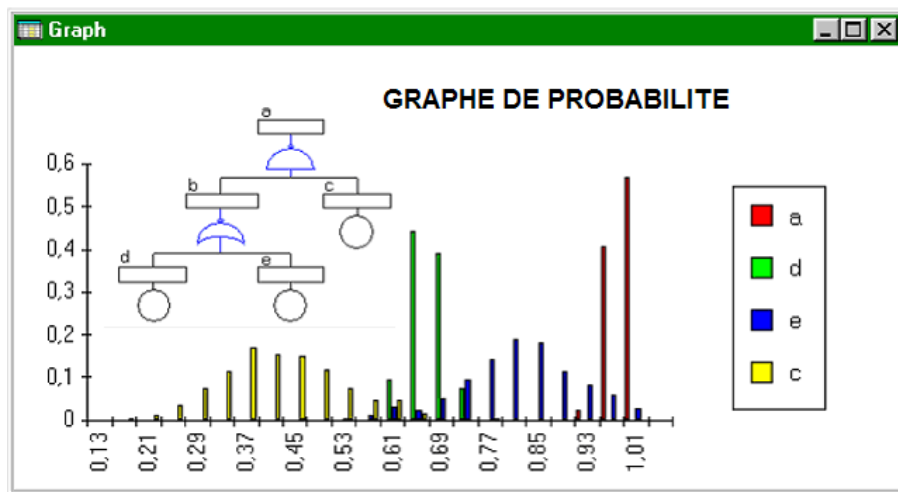 Graph
GRAPHE DE PROBABILITE
a
b
c
d
e
0,6
0,5
0,4
0,3
0,2
0,1
0
0,13
0,21
0,29
0,37
0,45
0,53
0,61
0,69
0,77
0,85
0,93
1,01
a
d
e
c